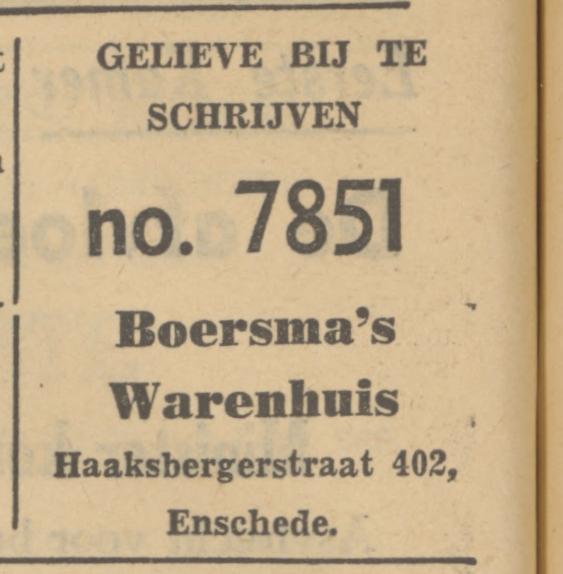 GELIEVE BIJ TE
SCHRIJVEN
no. 7851
Boersma's
Warenhuis
Haaksbergerstraat 402,
Enschede.